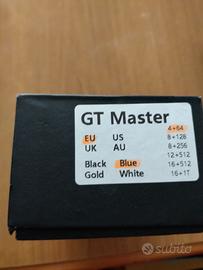 GT Master
4+64
EU US 8+128
UK AU 8+256
12+512
Black Blue 16+512
Gold White 16+1T
subito